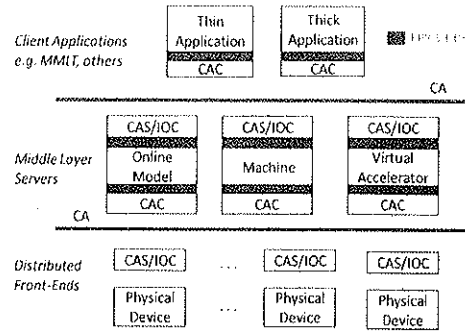 Client Applications
e.g. MMLT, others
Thin
Application
CAC
Thick
Application
CAC
CA
Middle Layer
Servers
CAS/IOC
Online
Model
CAC
CAS/IOC
Machine
CAC
CAS/IOC
Virtual
Accelerator
CAC
CA
Distributed
Front-Ends
CAS/IOC
...
CAS/IOC
CAS/IOC
Physical
Device
...
Physical
Device
Physical
Device